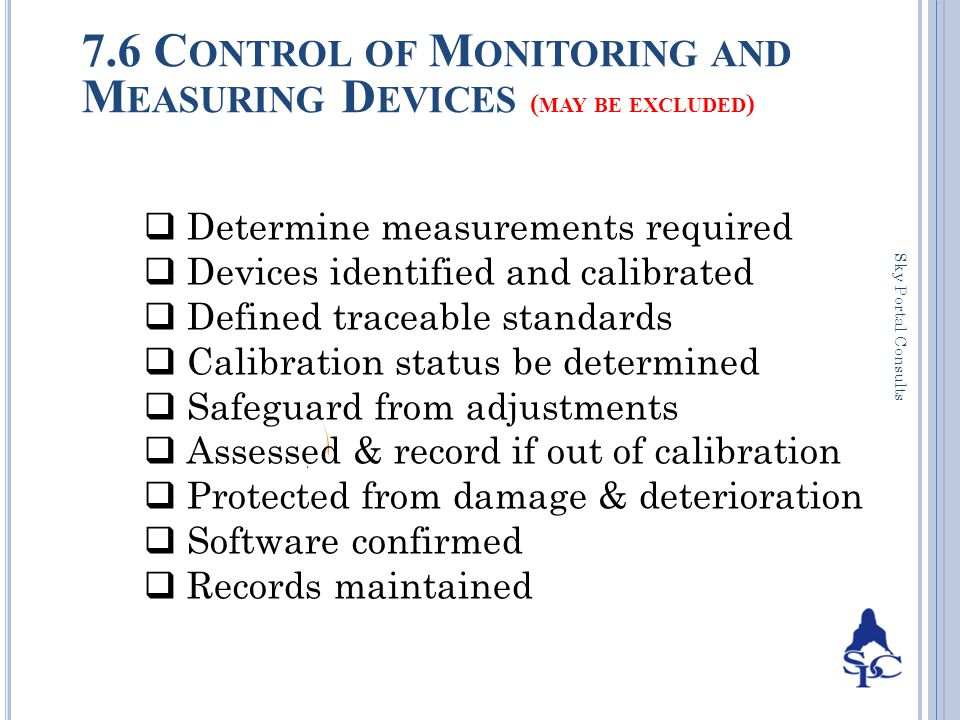 7.6 Control of Monitoring and
Measuring Devices (may be excluded)
Determine measurements required
Devices identified and calibrated
Defined traceable standards
Calibration status be determined
Safeguard from adjustments
Assessed & record if out of calibration
Protected from damage & deterioration
Software confirmed
Records maintained
Sky Portal Consults
SPC